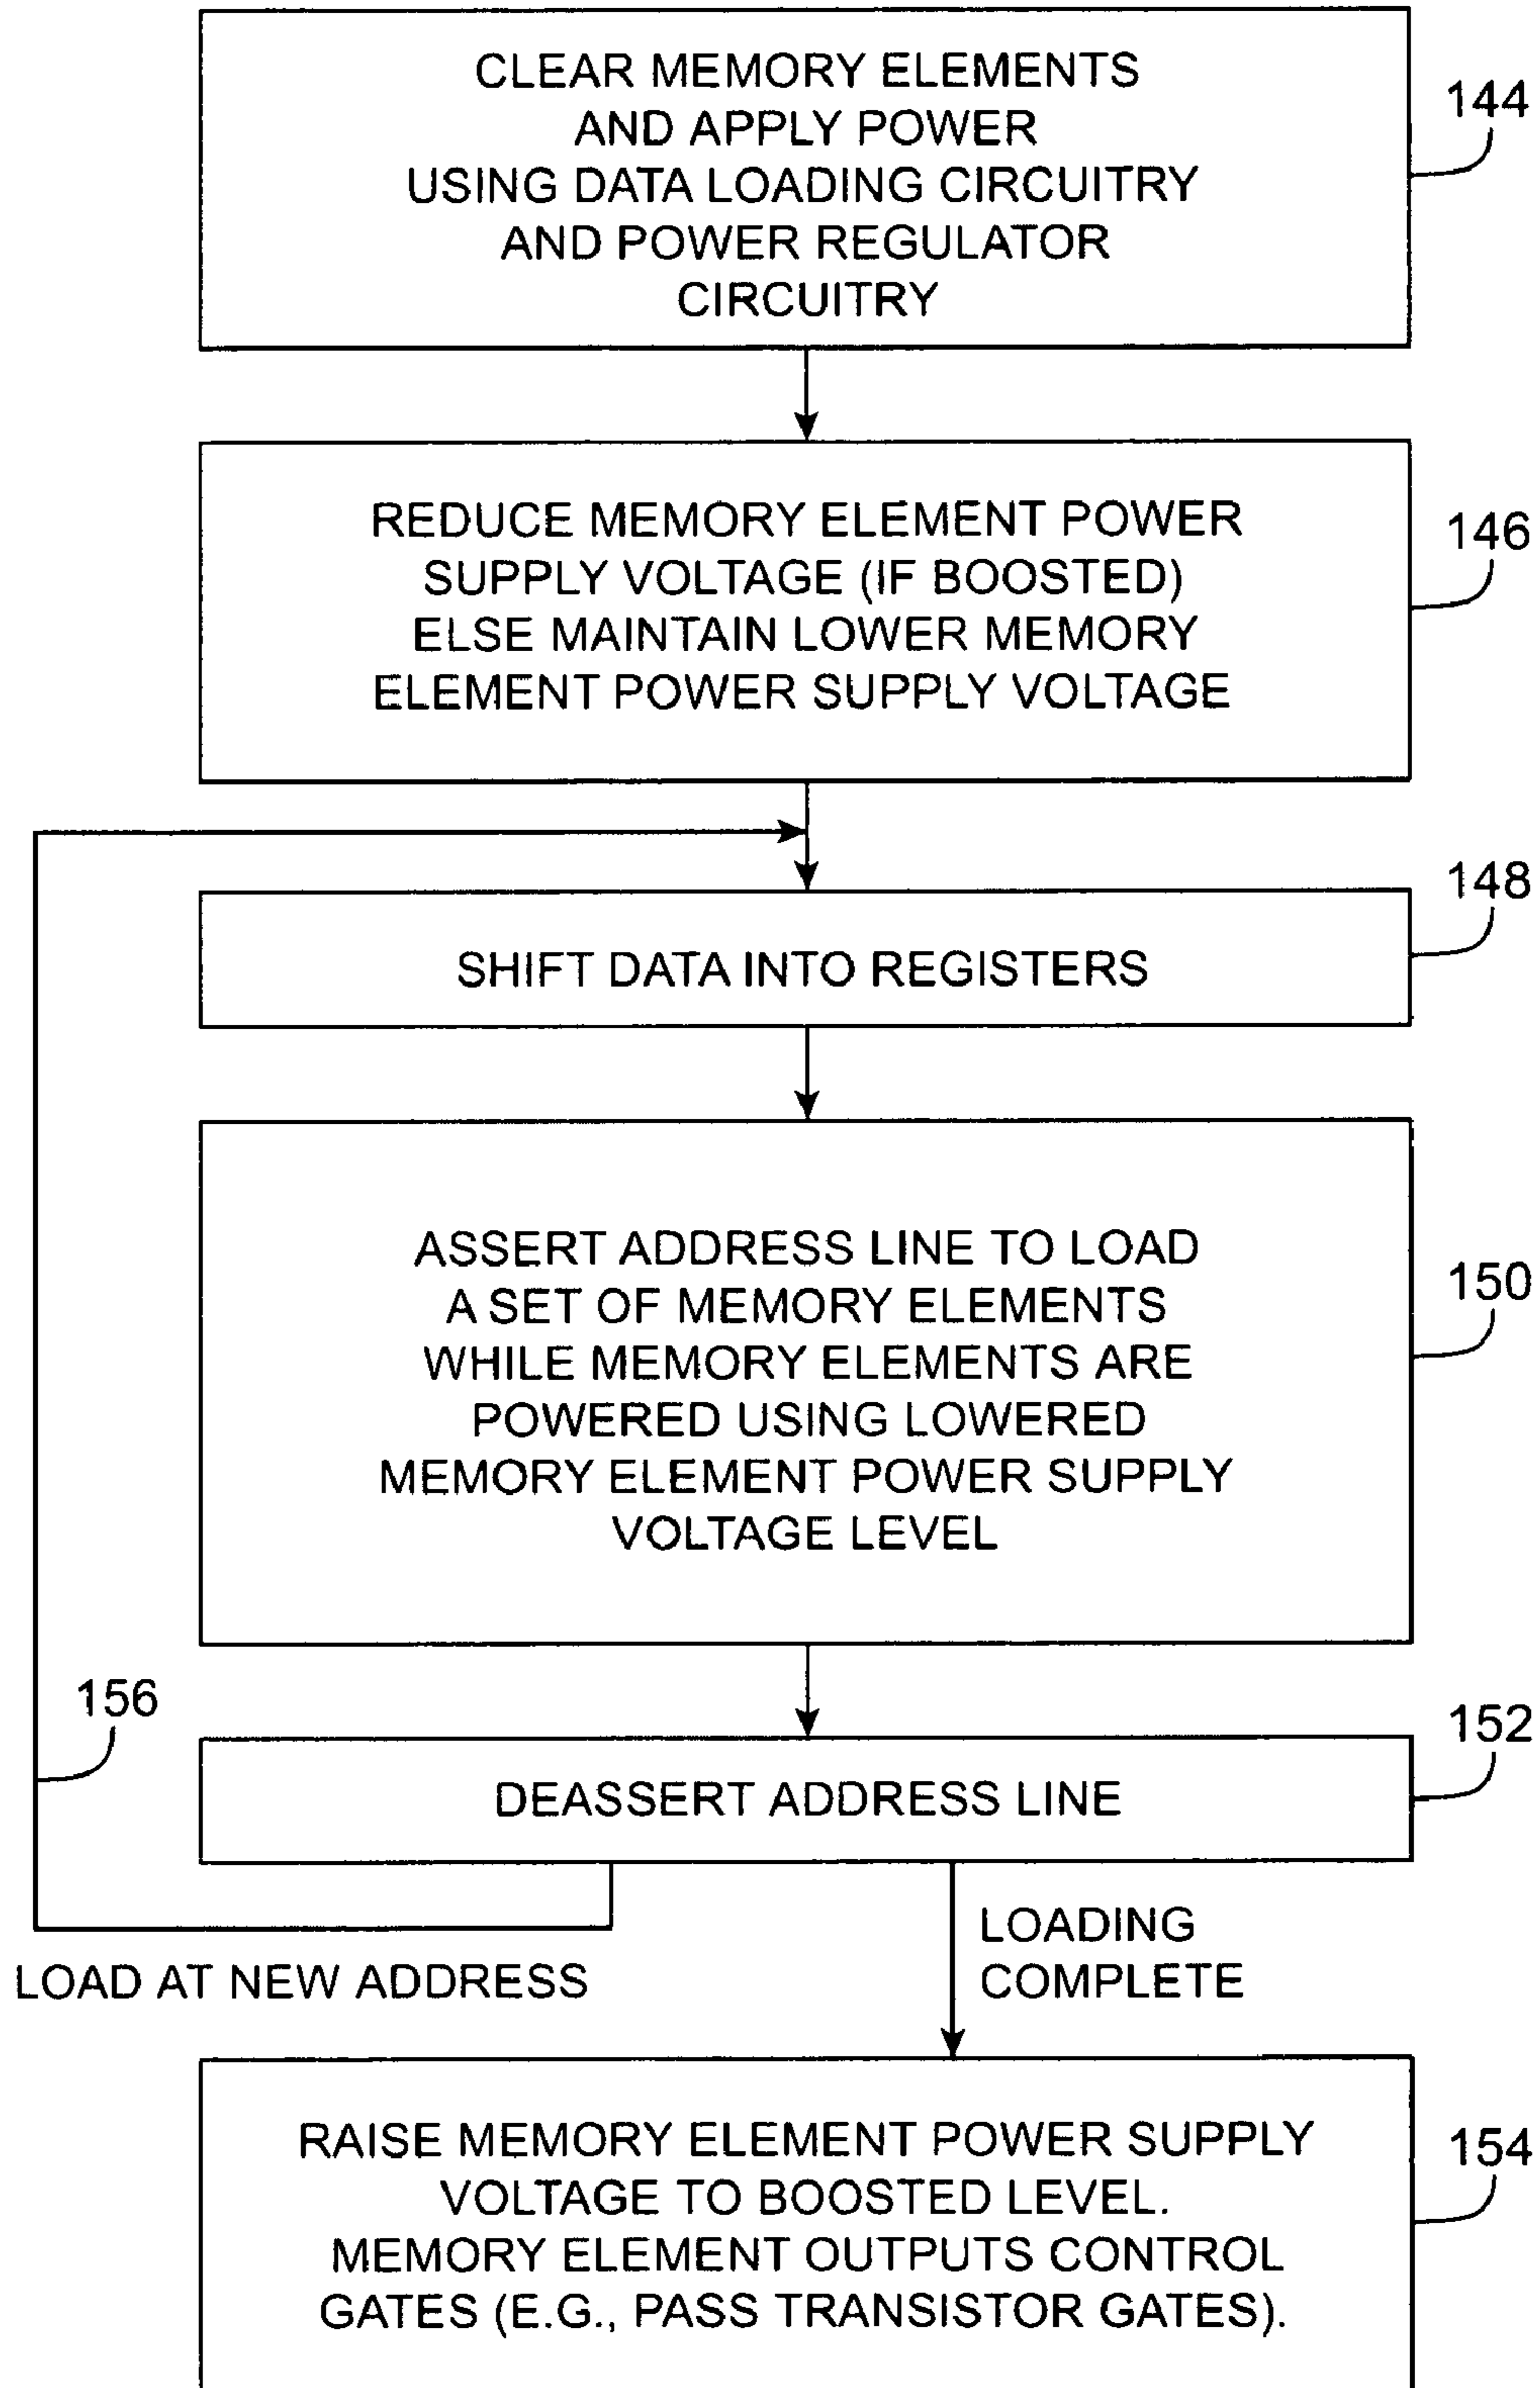 CLEAR MEMORY ELEMENTS
AND APPLY POWER
USING DATA LOADING CIRCUITRY
AND POWER REGULATOR
CIRCUITRY
144
REDUCE MEMORY ELEMENT POWER
SUPPLY VOLTAGE (IF BOOSTED)
ELSE MAINTAIN LOWER MEMORY
ELEMENT POWER SUPPLY VOLTAGE
146
148
SHIFT DATA INTO REGISTERS
ASSERT ADDRESS LINE TO LOAD
A SET OF MEMORY ELEMENTS
WHILE MEMORY ELEMENTS ARE
POWERED USING LOWERED
MEMORY ELEMENT POWER SUPPLY
VOLTAGE LEVEL
150
156
152
DEASSERT ADDRESS LINE
LOAD AT NEW ADDRESS
LOADING
COMPLETE
RAISE MEMORY ELEMENT POWER SUPPLY
VOLTAGE TO BOOSTED LEVEL.
MEMORY ELEMENT OUTPUTS CONTROL
GATES (E.G., PASS TRANSISTOR GATES).
154